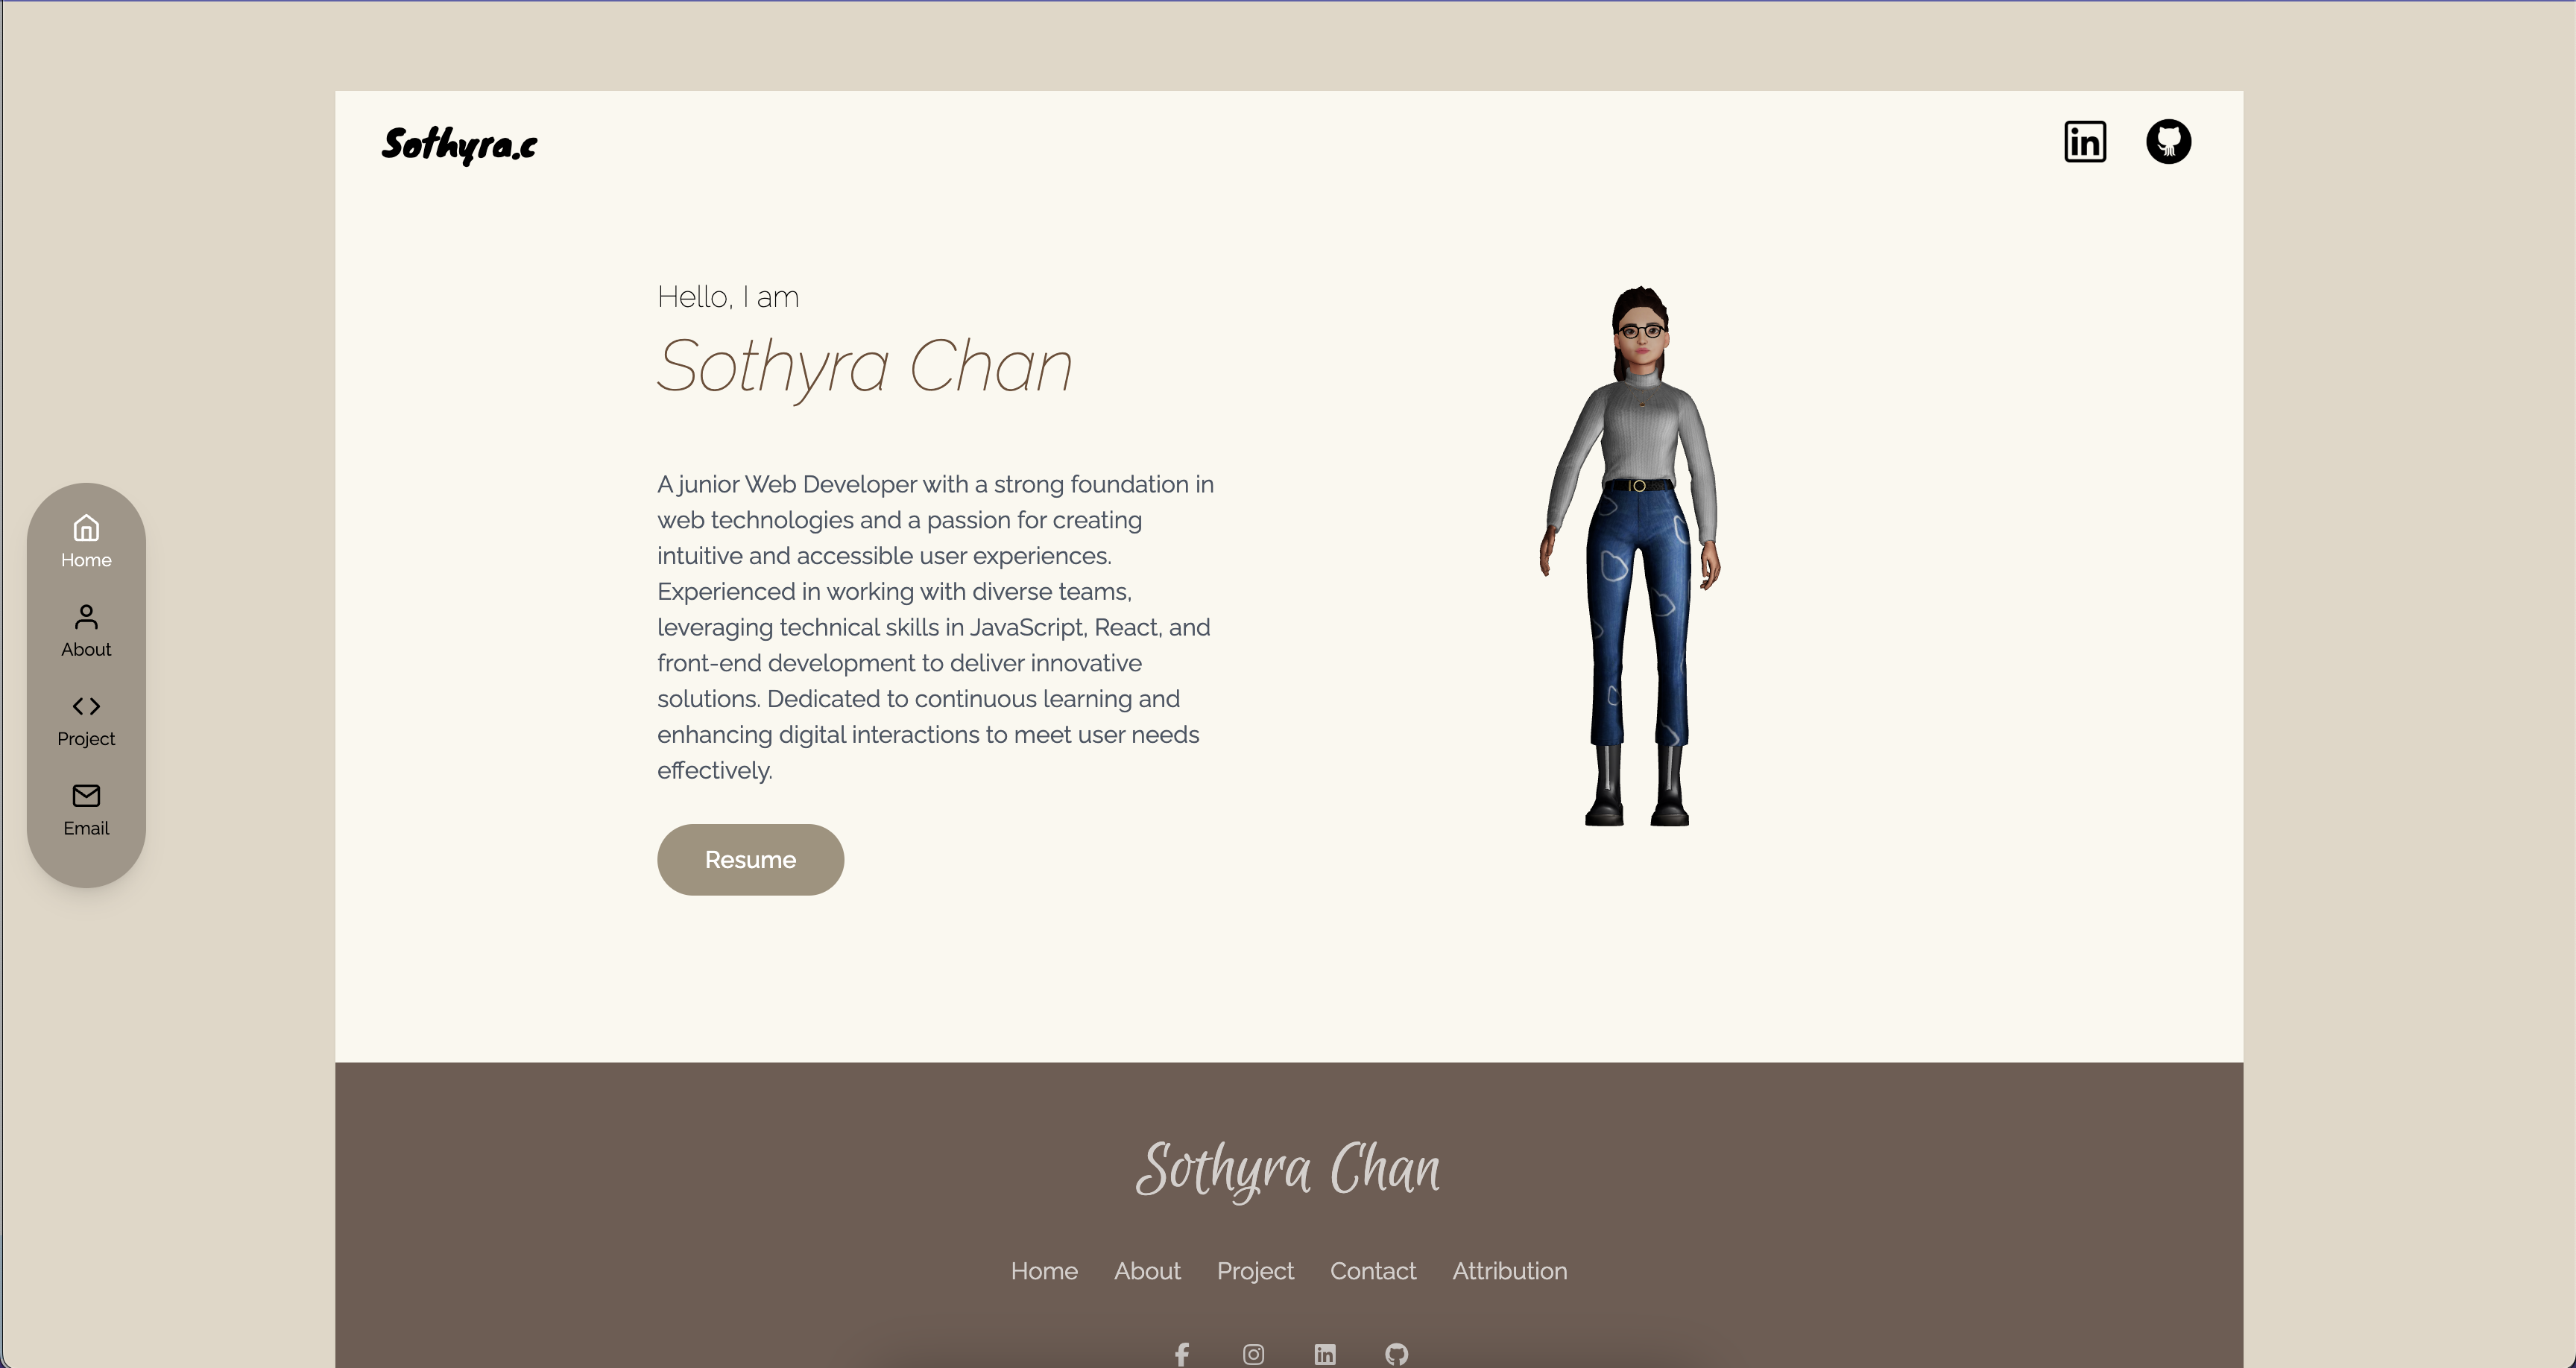 Sothyra.c
Hello, I am
Sothyra Chan
A junior Web Developer with a strong foundation in
web technologies and a passion for creating
intuitive and accessible user experiences.
Experienced in working with diverse teams,
leveraging technical skills in JavaScript, React, and
front-end development to deliver innovative
solutions. Dedicated to continuous learning and
enhancing digital interactions to meet user needs
effectively.
Resume
Home
About
Project
Email
Sothyra Chan
Home About Project Contact Attribution